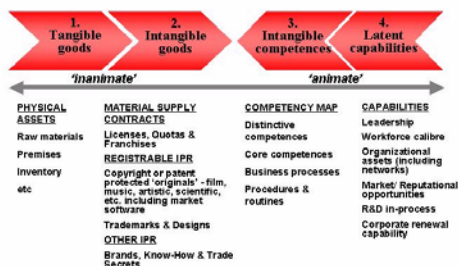 1.
Tangible
goods
2.
Intangible
goods
3.
Intangible
competences
4.
Latent
capabilities
'inanimate'
'animate'
PHYSICAL
ASSETS
Raw materials
Premises
Inventory
etc
MATERIAL SUPPLY
CONTRACTS
Licenses, Quotas &
Franchises
REGISTRABLE IPR
Copyright or patent
protected 'originals' - film,
music, artistic, scientific,
etc. including market
software
Trademarks & Designs
OTHER IPR
Brands, Know-How & Trade
Secrets
COMPETENCY MAP
Distinctive
competences
Core competences
Business processes
Procedures &
routines
CAPABILITIES
Leadership
Workforce calibre
Organizational
assets (including
networks)
Market/ Reputational
opportunities
R&D in-process
Corporate renewal
capability